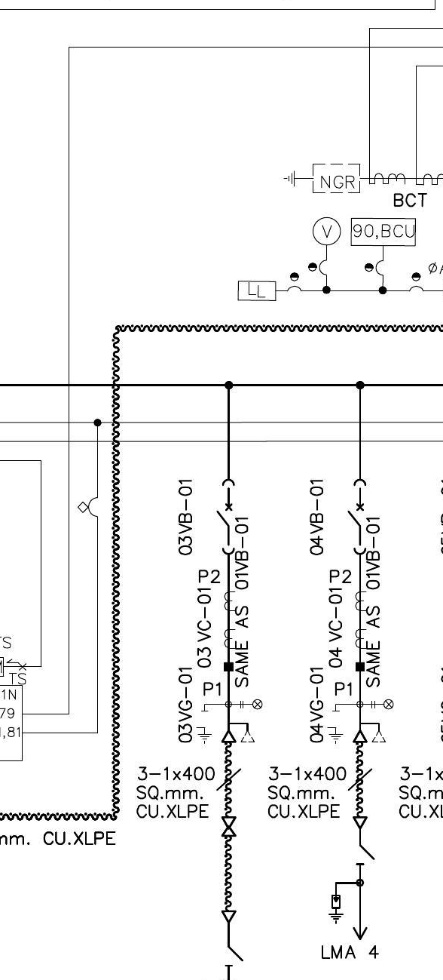 NGR
BCT
V
90,BCU
LL
03VB-01
04VB-01
SAME AS 01VB-01
SAME AS 01VB-01
P2
P2
03 VC-01
04 VC-01
P1
P1
03VG-01
04VG-01
TS
1N
79
,81
3-1x400
SQ.mm.
CU.XLPE
3-1x400
SQ.mm.
CU.XLPE
3-1x
SQ.m
CU.XL
mm. CU.XLPE
LMA 4